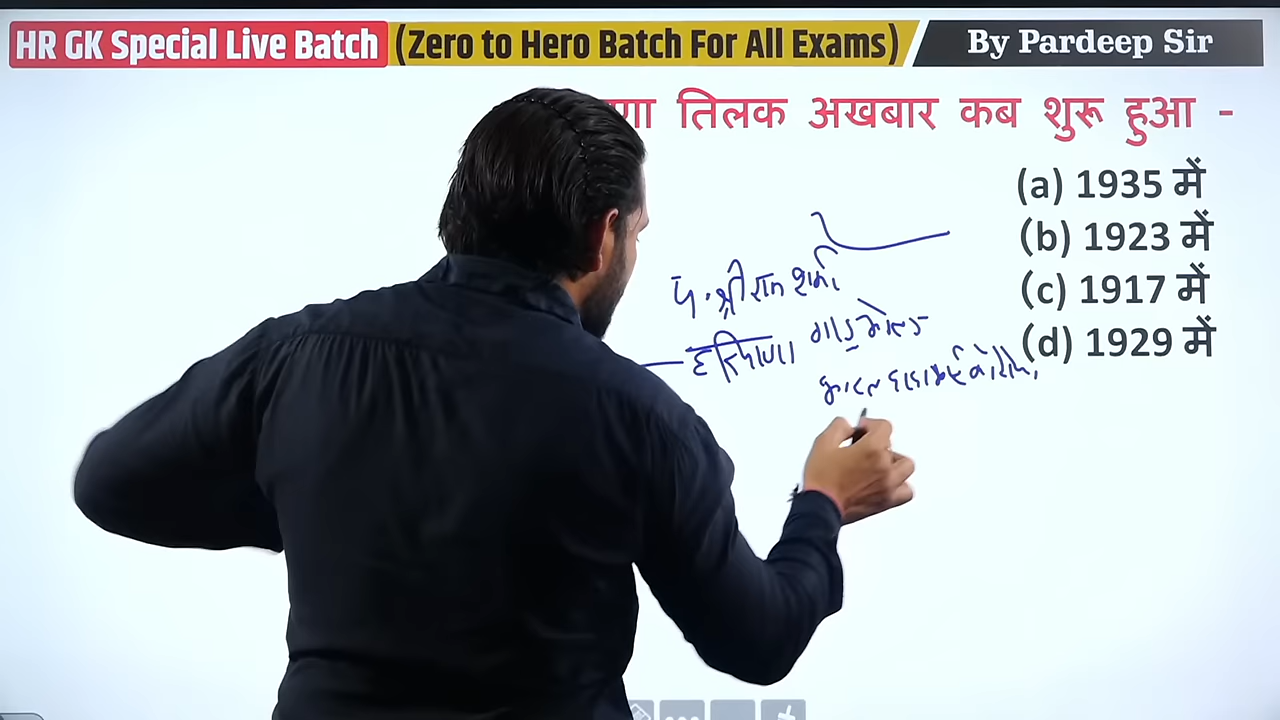 HR GK Special Live Batch (Zero to Hero Batch For All Exams) By Pardeep Sir
तिलक अखबार कब शुरू हुआ -
(a) 1935 में
(b) 1923 में
(c) 1917 में
(d) 1929 में
पं. श्रीराम शर्मा
हरियाणा